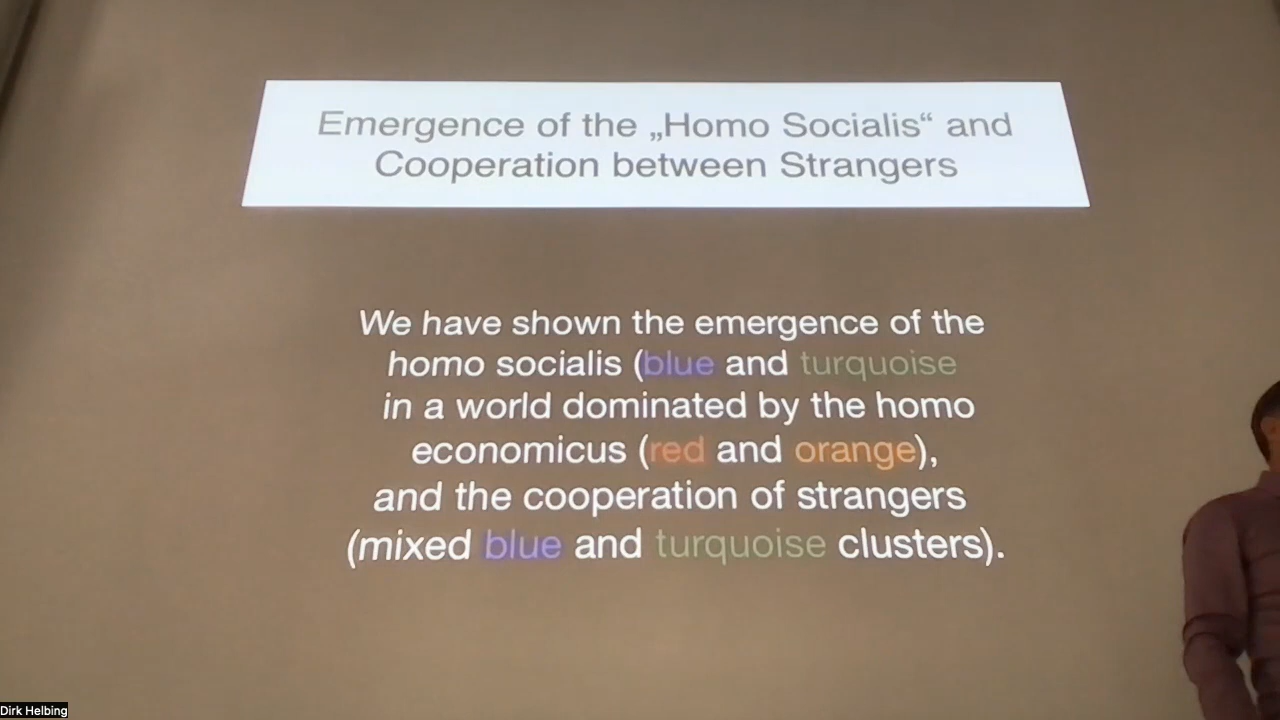 Emergence of the „Homo Socialis“ and
Cooperation between Strangers
We have shown the emergence of the
homo socialis (blue and turquoise
in a world dominated by the homo
economicus (red and orange),
and the cooperation of strangers
(mixed blue and turquoise clusters).
Dirk Helbing